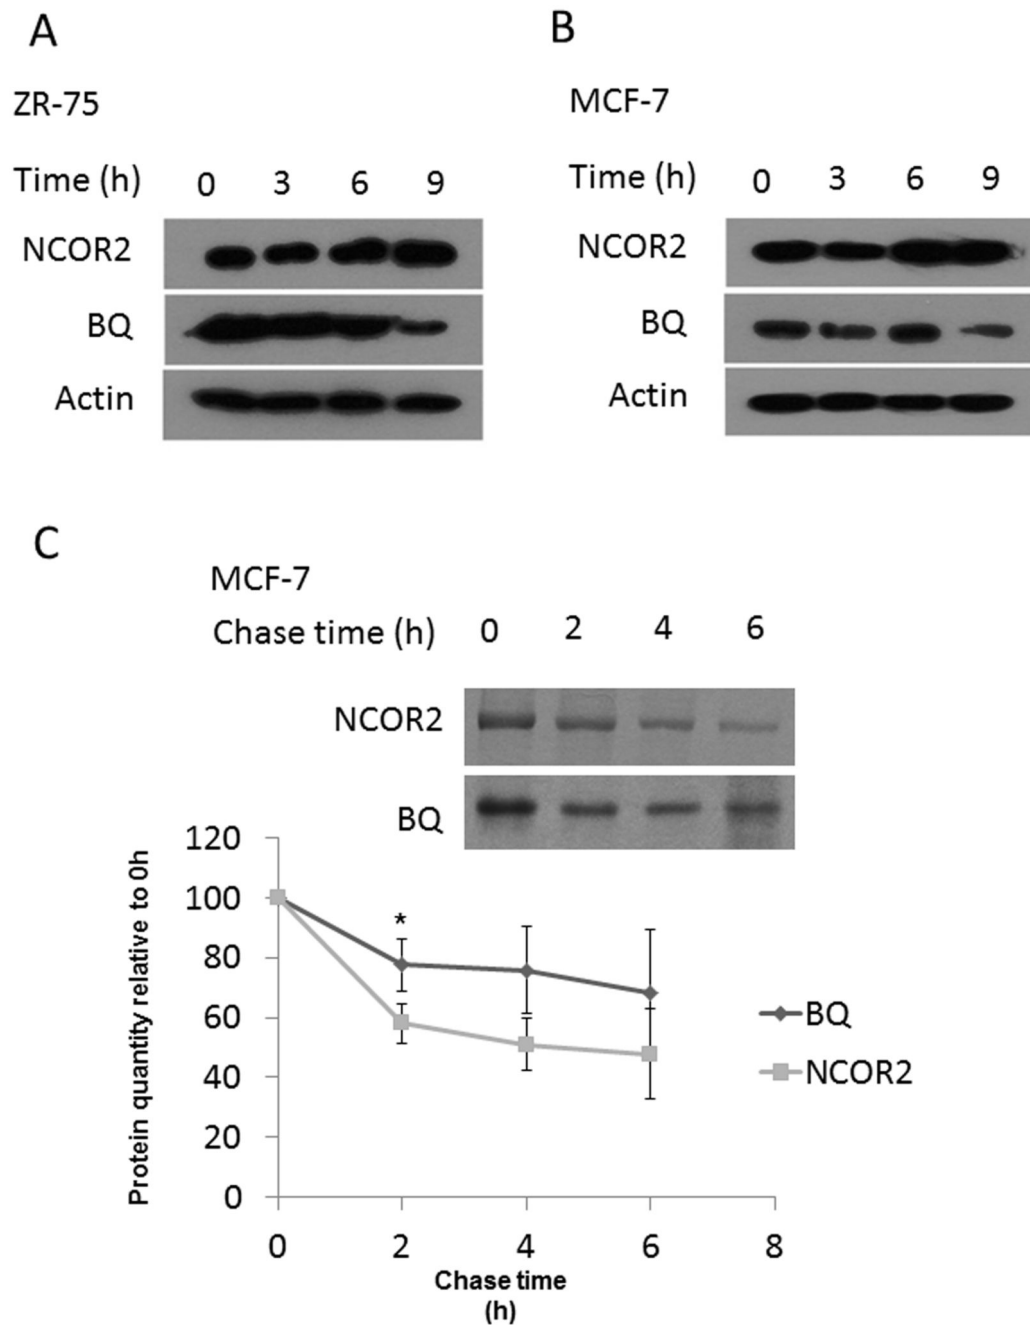 A
ZR-75
Time (h) 0 3 6 9
NCOR2
BQ
Actin
B
MCF-7
Time (h) 0 3 6 9
NCOR2
BQ
Actin
C
MCF-7
Chase time (h) 0 2 4 6
NCOR2
BQ
Protein quantity relative to 0h
120
100
80
60
40
20
0
*
0 2 4 6 8
Chase time
(h)
BQ
NCOR2